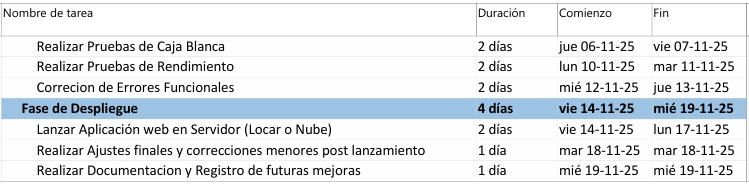 Nombre de tarea Duración Comienzo Fin
Realizar Pruebas de Caja Blanca 2 días jue 06-11-25 vie 07-11-25
Realizar Pruebas de Rendimiento 2 días lun 10-11-25 mar 11-11-25
Correcion de Errores Funcionales 2 días mié 12-11-25 jue 13-11-25
Fase de Despliegue 4 días vie 14-11-25 mié 19-11-25
Lanzar Aplicación web en Servidor (Locar o Nube) 2 días vie 14-11-25 lun 17-11-25
Realizar Ajustes finales y correcciones menores post lanzamiento 1 día mar 18-11-25 mar 18-11-25
Realizar Documentacion y Registro de futuras mejoras 1 día mié 19-11-25 mié 19-11-25